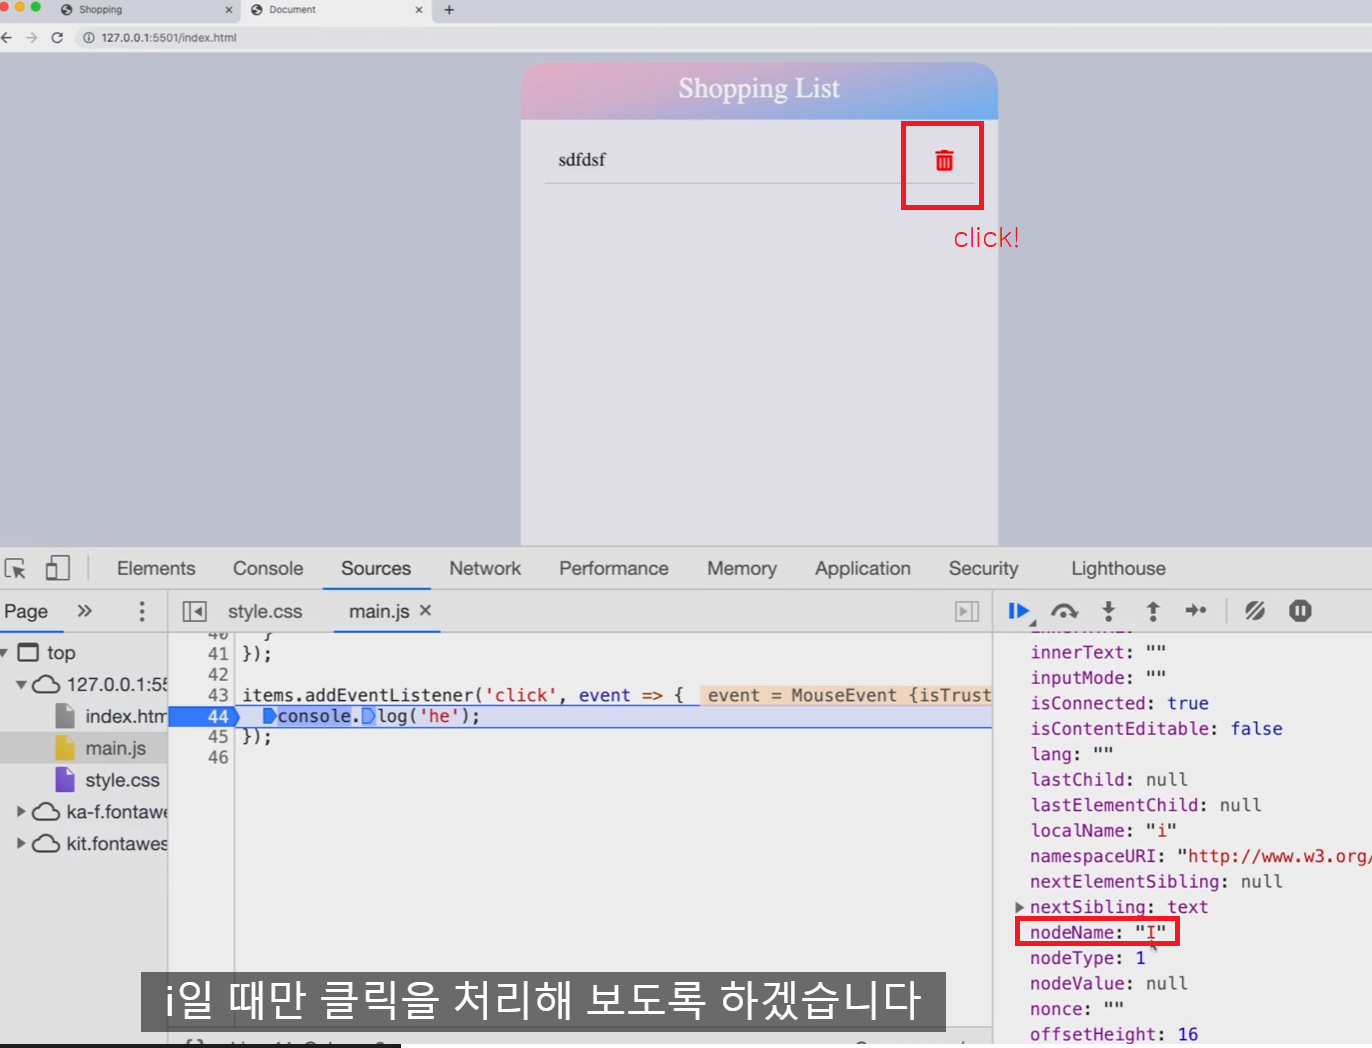 Shopping
Document
127.0.0.1:5501/index.html
Shopping List
sdfdsf
click!
Elements Console Sources Network Performance Memory Application Security Lighthouse
Page
style.css
main.js
top
127.0.0.1:55
index.htm
main.js
style.css
ka-f.fontawe
kit.fontawes
40 }
41 });
42
43 items.addEventListener('click', event => { event = MouseEvent {isTrust
44 console.log('he');
45 });
46
innerText: ""
inputMode: ""
isConnected: true
isContentEditable: false
lang: ""
lastChild: null
lastElementChild: null
localName: "i"
namespaceURI: "http://www.w3.org/
nextElementSibling: null
nextSibling: text
nodeName: "I"
nodeType: 1
nodeValue: null
nonce: ""
offsetHeight: 16
i일 때만 클릭을 처리해 보도록 하겠습니다